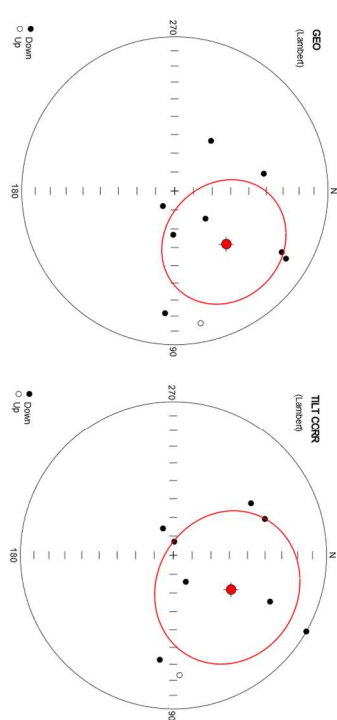 GEO
(Lambert)
N
270
90
180
Down
Up
TILT CORR
(Lambert)
N
270
90
180
Down
Up